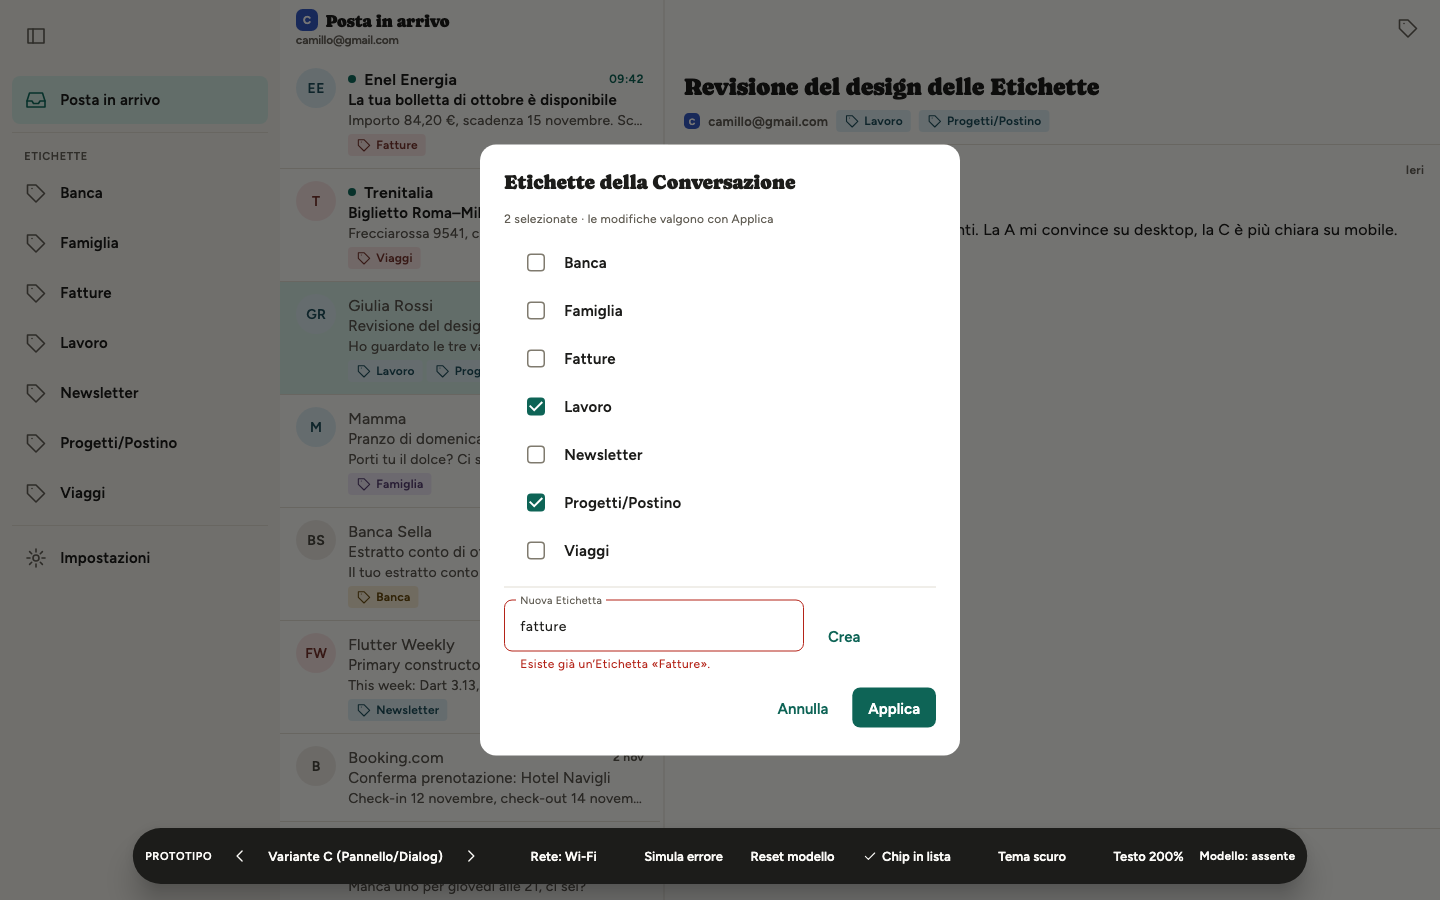 C Posta in arrivo
camillo@gmail.com
Posta in arrivo
ETICHETTE
Banca
Famiglia
Fatture
Lavoro
Newsletter
Progetti/Postino
Viaggi
Impostazioni
EE Enel Energia 09:42
La tua bolletta di ottobre è disponibile
Importo 84,20 €, scadenza 15 novembre. Sc…
Fatture
T Trenitalia
Biglietto Roma–Mil
Frecciarossa 9541, c
Viaggi
GR Giulia Rossi
Revisione del desig
Ho guardato le tre va
Lavoro Prog
M Mamma
Pranzo di domenica
Porti tu il dolce? Ci s
Famiglia
BS Banca Sella
Estratto conto di o
Il tuo estratto conto
Banca
FW Flutter Weekly
Primary constructo
This week: Dart 3.13,
Newsletter
B Booking.com 2 nov
Conferma prenotazione: Hotel Navigli
Check-in 12 novembre, check-out 14 novem…
Manca uno per giovedì alle 21, ci sei?
Revisione del design delle Etichette
C camillo@gmail.com Lavoro Progetti/Postino
Ieri
nti. La A mi convince su desktop, la C è più chiara su mobile.
Etichette della Conversazione
2 selezionate · le modifiche valgono con Applica
Banca
Famiglia
Fatture
Lavoro
Newsletter
Progetti/Postino
Viaggi
Nuova Etichetta
fatture
Crea
Esiste già un’Etichetta «Fatture».
Annulla Applica
PROTOTIPO Variante C (Pannello/Dialog) Rete: Wi-Fi Simula errore Reset modello Chip in lista Tema scuro Testo 200% Modello: assente